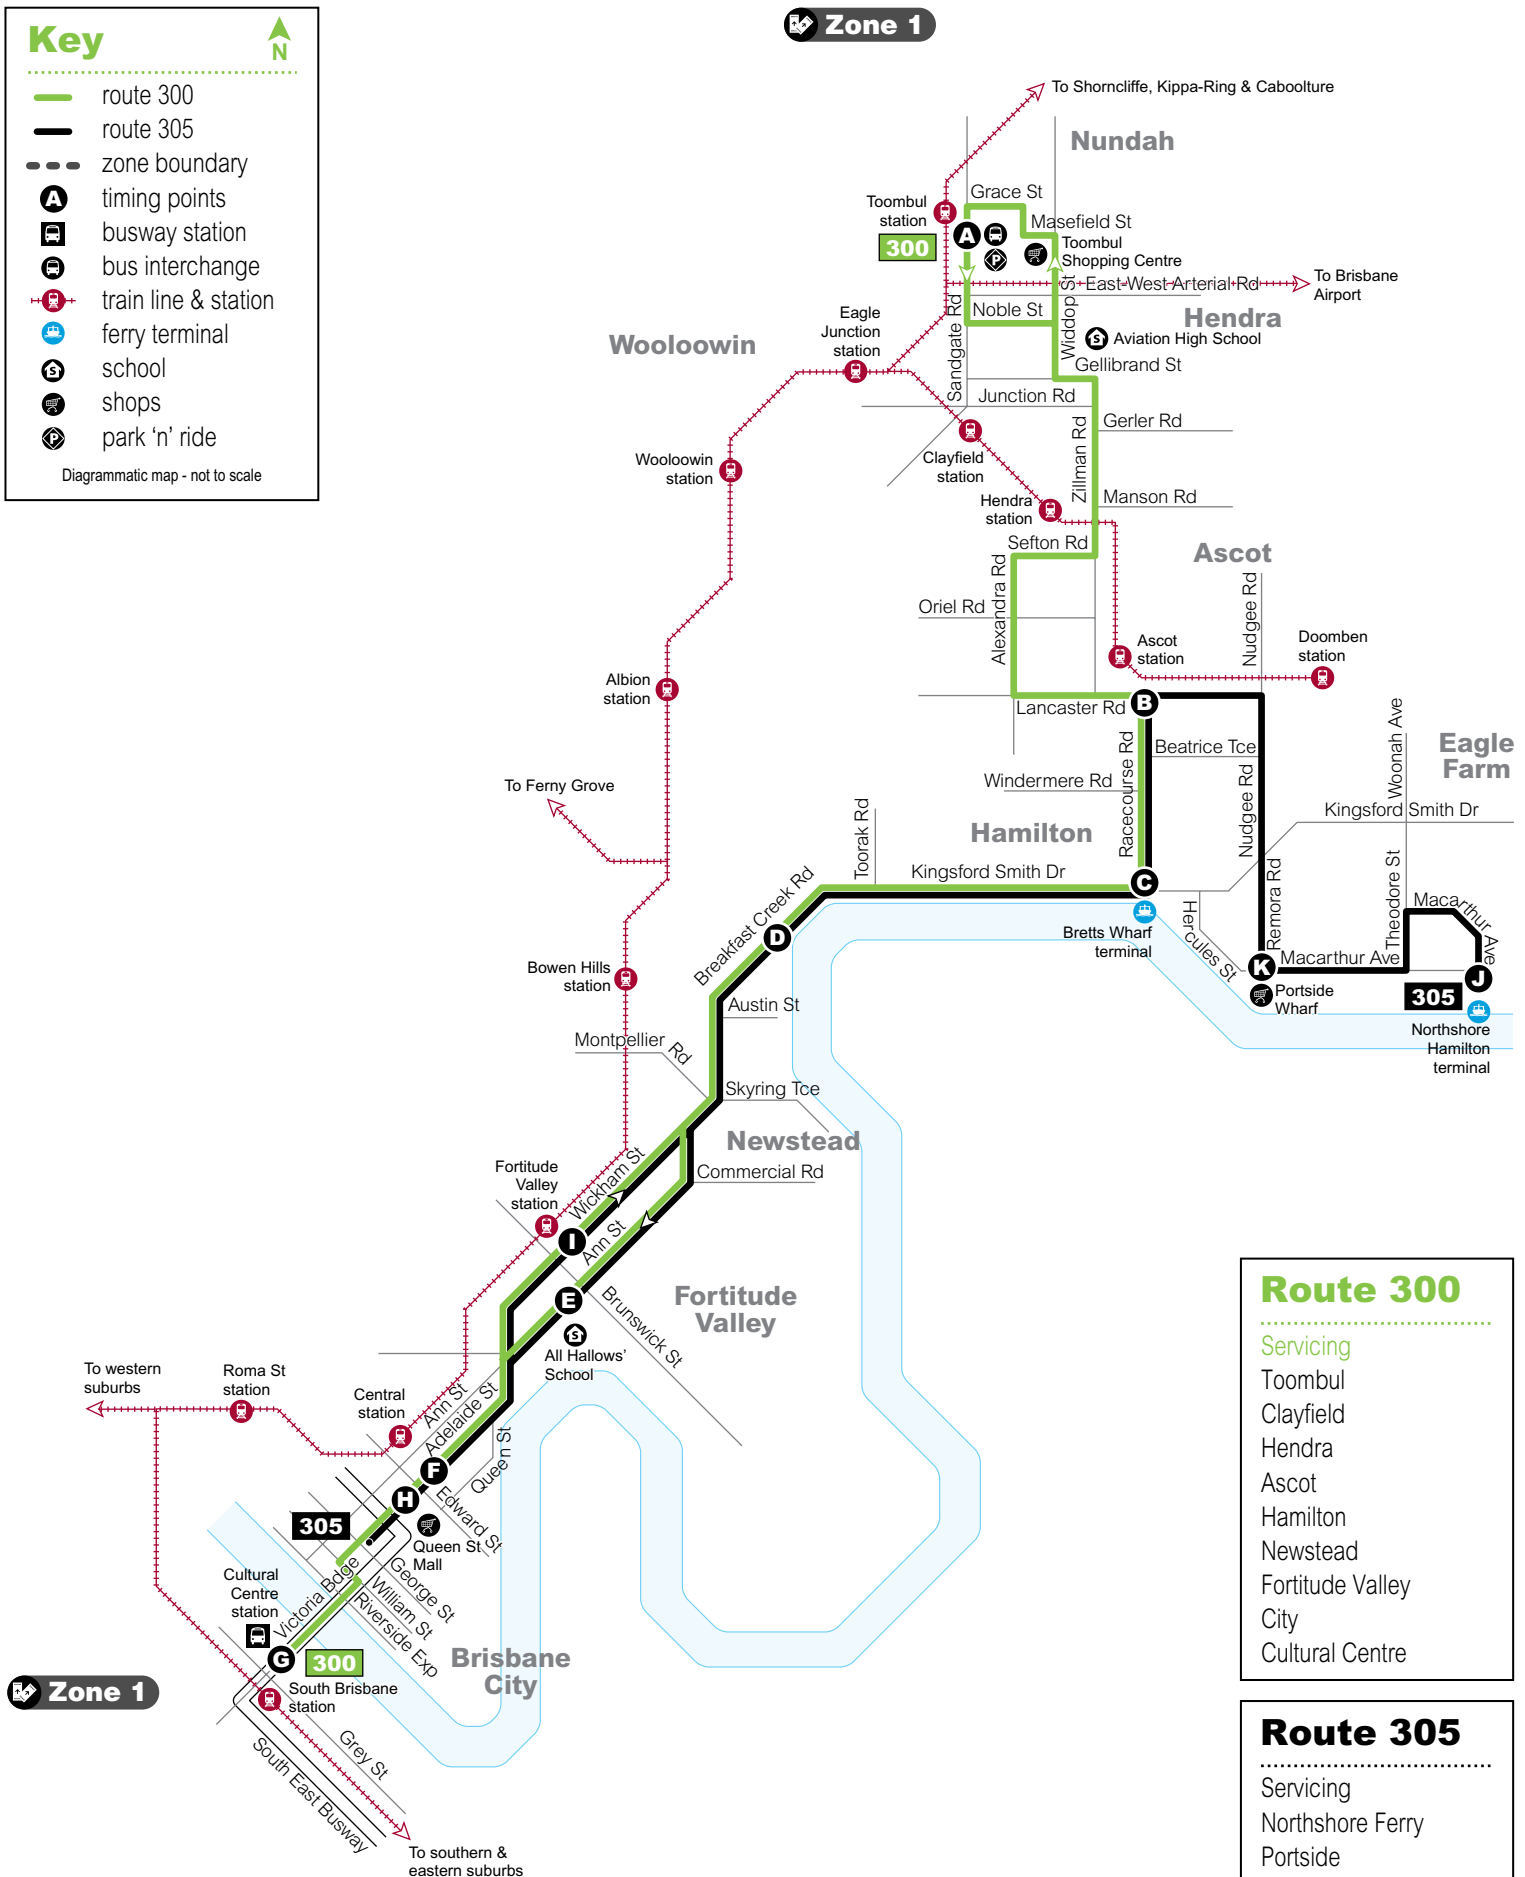 Zone 1
Key
N
route 300
route 305
zone boundary
A
timing points
busway station
bus interchange
train line & station
ferry terminal
S
school
shops
P
park ‘n’ ride
Diagrammatic map - not to scale
To Shorncliffe, Kippa-Ring & Caboolture
Nundah
Grace St
Toombul
station
Masefield St
A
300
P
Toombul
Shopping Centre
East-West Arterial Rd
To Brisbane
Airport
Sandgate Rd
Noble St
Widdop St
Hendra
Eagle
Junction
station
Wooloowin
S
Aviation High School
Gellibrand St
Junction Rd
Gerler Rd
Zillman Rd
Clayfield
station
Wooloowin
station
Manson Rd
Hendra
station
Sefton Rd
Ascot
Alexandra Rd
Nudgee Rd
Oriel Rd
Ascot
station
Doomben
station
Albion
station
B
Lancaster Rd
Racecourse Rd
Beatrice Tce
Woonah Ave
Eagle
Farm
Windermere Rd
Nudgee Rd
To Ferny Grove
Toorak Rd
Hamilton
Kingsford Smith Dr
Kingsford Smith Dr
C
Breakfast Creek Rd
Theodore St
Macarthur Ave
Hercules St
Remora Rd
D
Bretts Wharf
terminal
Macarthur Ave
K
J
Bowen Hills
station
Portside
Wharf
305
Northshore
Hamilton
terminal
Austin St
Montpellier Rd
Skyring Tce
Newstead
Commercial Rd
Fortitude
Valley
station
Wickham St
I
Ann St
E
Brunswick St
Fortitude
Valley
S
All Hallows’
School
To western
suburbs
Roma St
station
Central
station
Ann St
Adelaide St
Queen St
F
H
Edward St
305
Queen St
Mall
George St
William St
Riverside Exp
Victoria Bdge
Cultural
Centre
station
G
300
Brisbane
City
Zone 1
South Brisbane
station
Grey St
South East Busway
To southern &
eastern suburbs
Route 300
Servicing
Toombul
Clayfield
Hendra
Ascot
Hamilton
Newstead
Fortitude Valley
City
Cultural Centre
Route 305
Servicing
Northshore Ferry
Portside